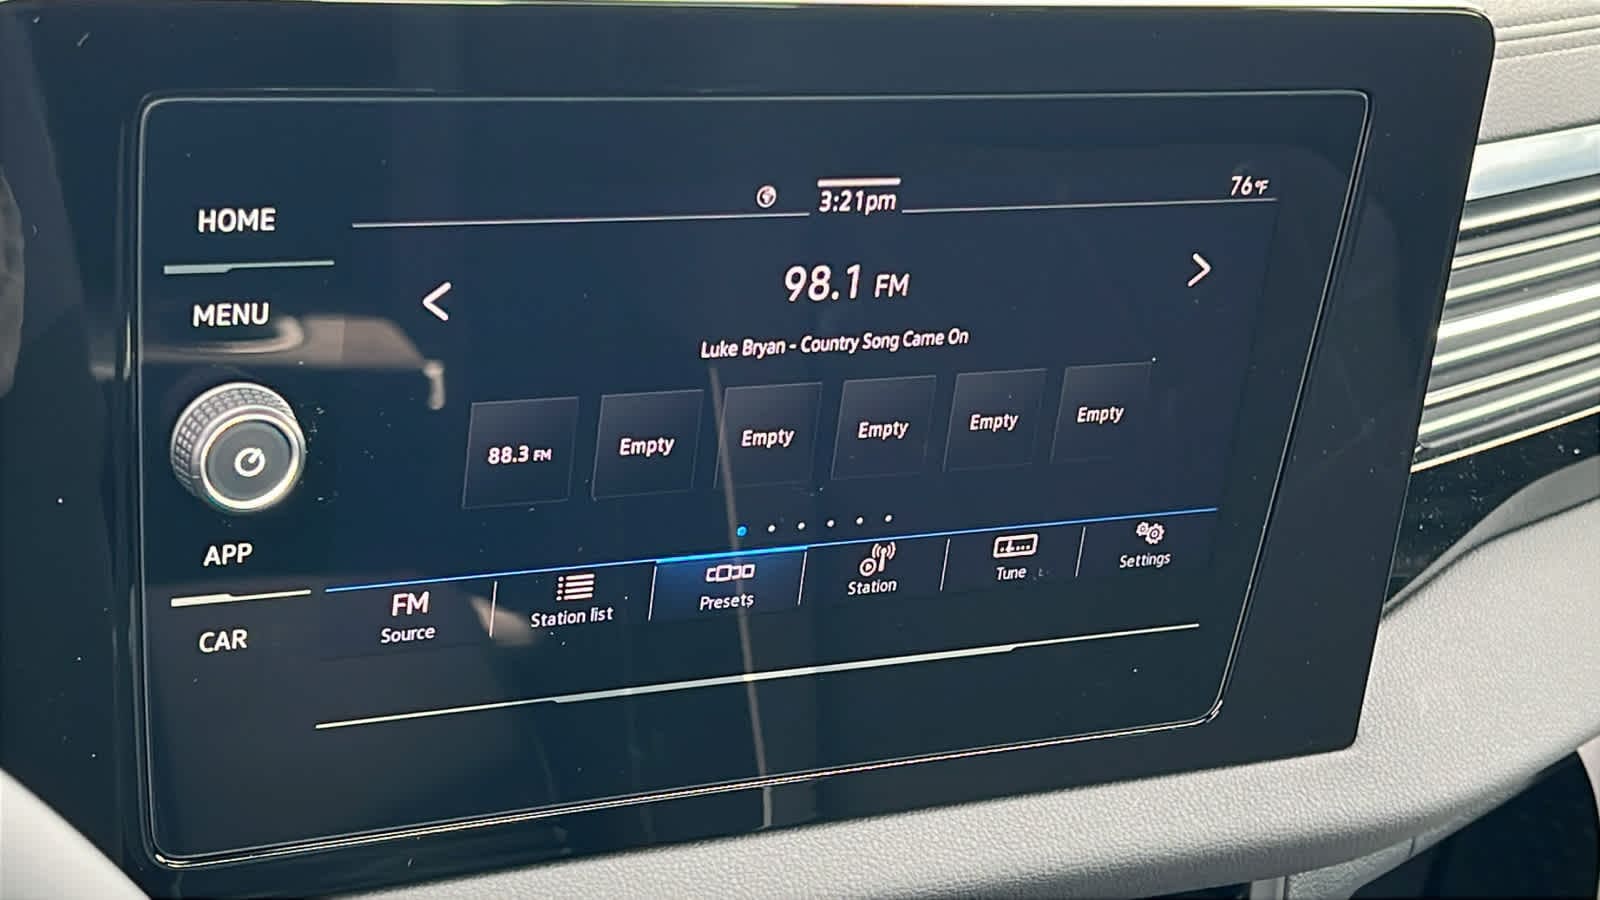 HOME
MENU
APP
CAR
3:21pm
76°F
98.1 FM
Luke Bryan - Country Song Came On
88.3 FM
Empty
Empty
Empty
Empty
Empty
FM
Source
Station list
Presets
Station
Tune
Settings